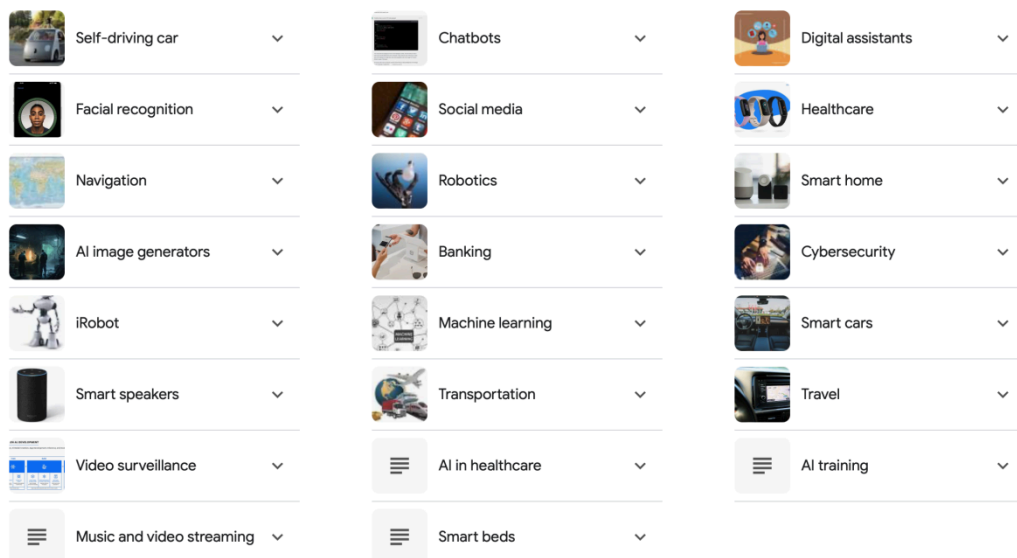 Self-driving car
Chatbots
Digital assistants
Facial recognition
Social media
Healthcare
Navigation
Robotics
Smart home
AI image generators
Banking
Cybersecurity
iRobot
Machine learning
Smart cars
Smart speakers
Transportation
Travel
Video surveillance
AI in healthcare
AI training
Music and video streaming
Smart beds